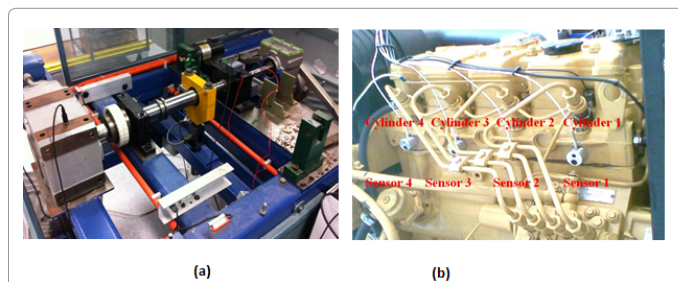 Cylinder 4 Cylinder 3 Cylinder 2 Cylinder 1
Sensor 4 Sensor 3 Sensor 2 Sensor 1
(a) (b)